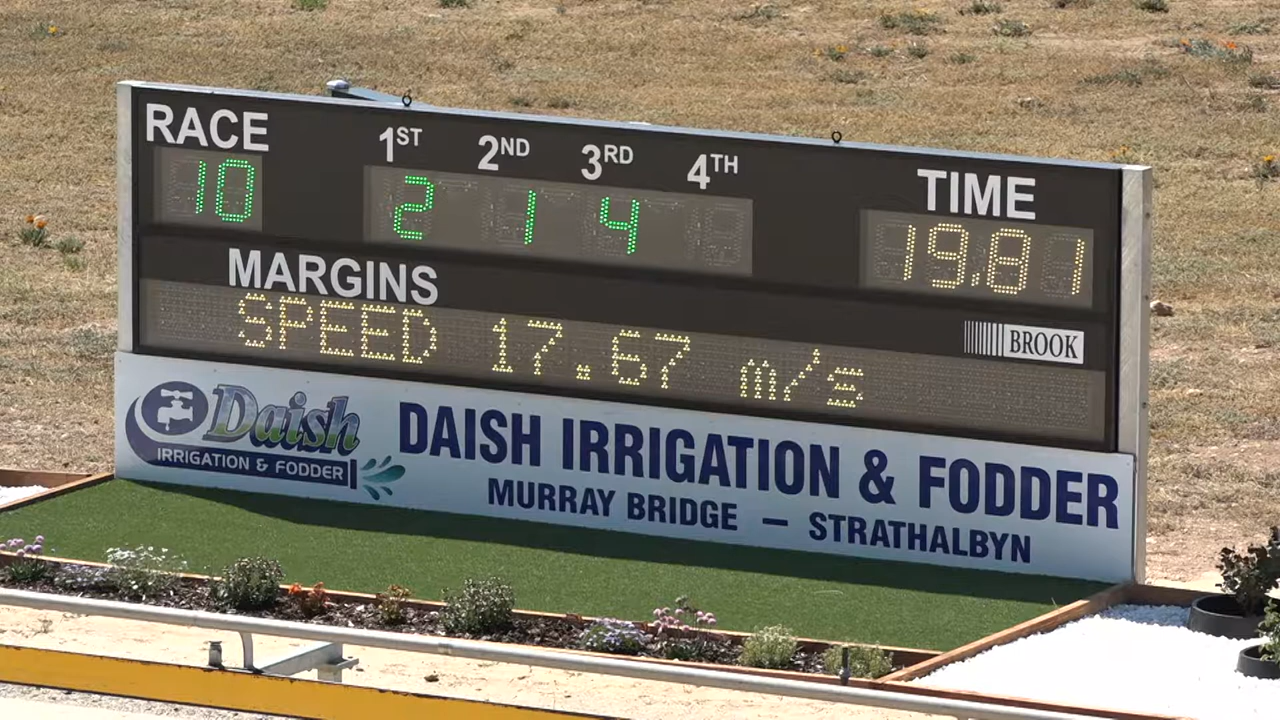 RACE 1ST 2ND 3RD 4TH TIME
10 2 1 4 19.81
MARGINS
BROOK
SPEED 17.67 m/s
Daish
IRRIGATION & FODDER
DAISH IRRIGATION & FODDER
MURRAY BRIDGE — STRATHALBYN